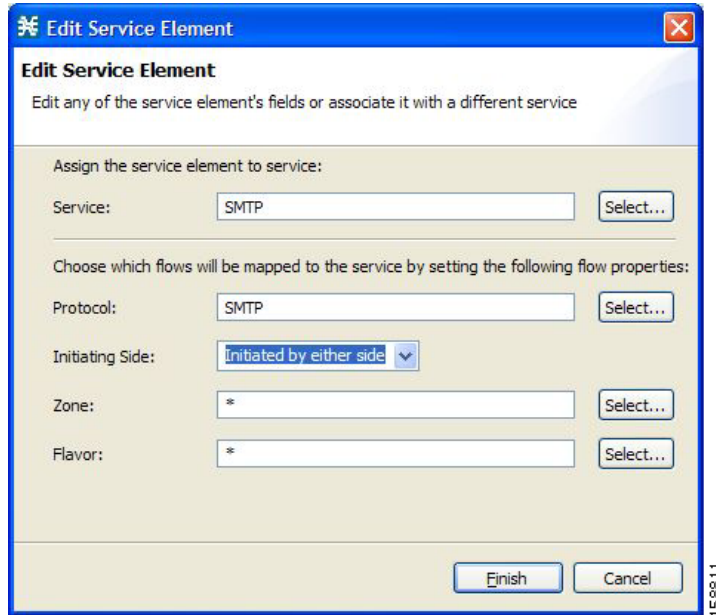 Edit Service Element
Edit Service Element
Edit any of the service element's fields or associate it with a different service
Assign the service element to service:
Service: SMTP Select...
Choose which flows will be mapped to the service by setting the following flow properties:
Protocol: SMTP Select...
Initiating Side: Initiated by either side
Zone: * Select...
Flavor: * Select...
Finish Cancel
158811